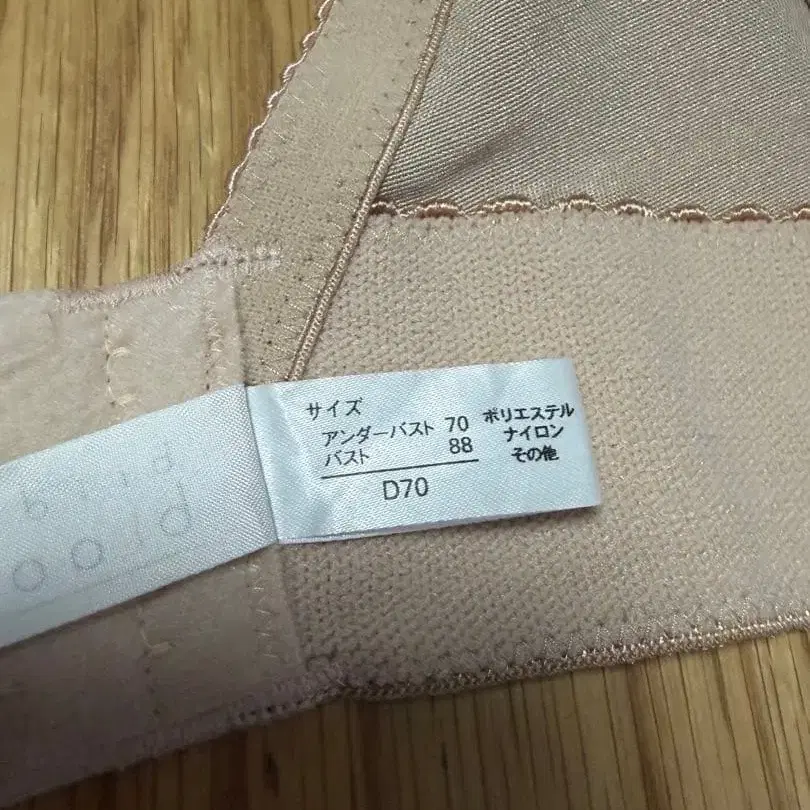 サイズ
アンダーバスト 70
バスト 88
D70
ポリエステル
ナイロン
その他